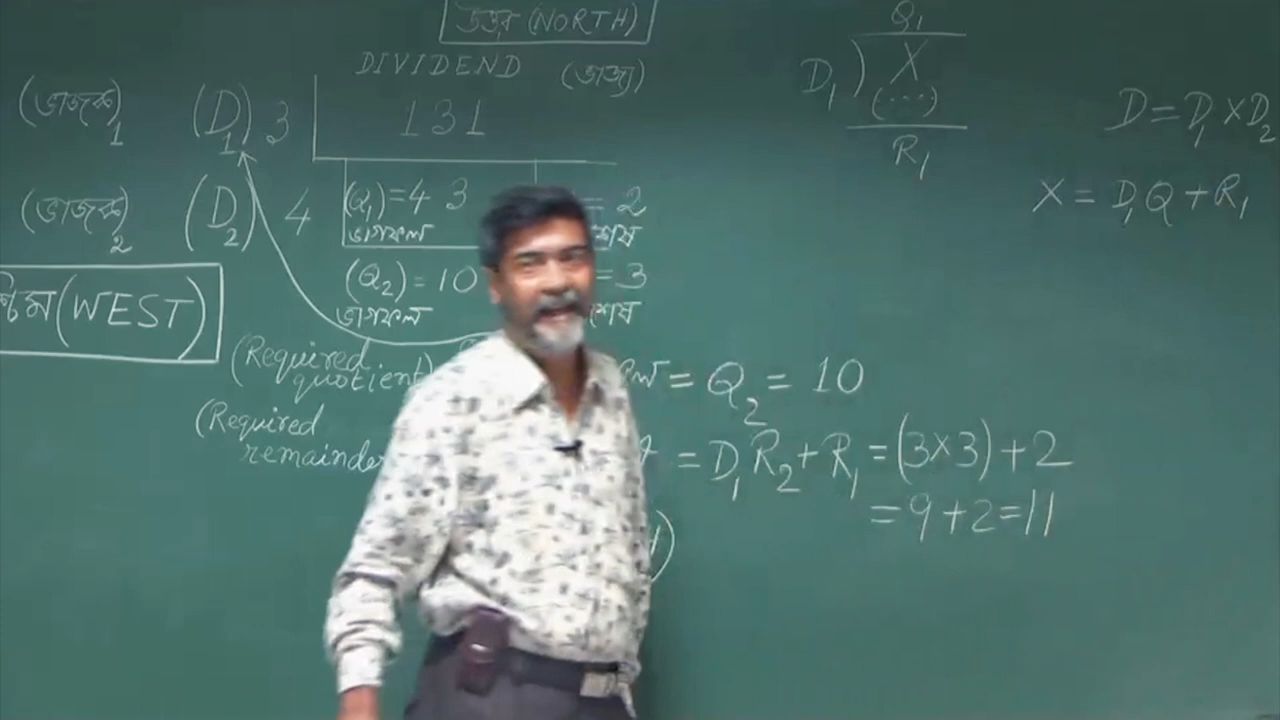 উত্তর (NORTH)
DIVIDEND (ভাজ্য)
(ভাজক)₁ (D₁) 3 131
(ভাজক)₂ (D₂) 4 (Q₁)=4 3 = 2
ভাগফল
(Q₂)=10 =3
ভাগফল
(WEST)
(Required quotient) = Q₂ = 10
(Required remainder = D₁R₂+R₁ =(3×3)+2
=9+2=11
Q₁
D₁) X
(...)
R₁
D=D₁×D₂
X = D₁Q+R₁